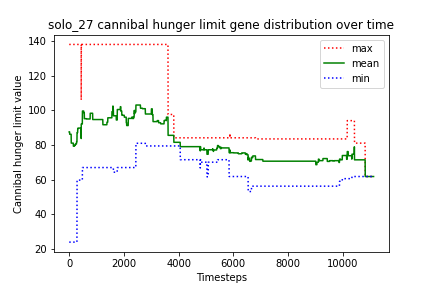 solo_27 cannibal hunger limit gene distribution over time
max
mean
min
Cannibal hunger limit value
140
120
100
80
60
40
20
0
2000
4000
6000
8000
10000
Timesteps